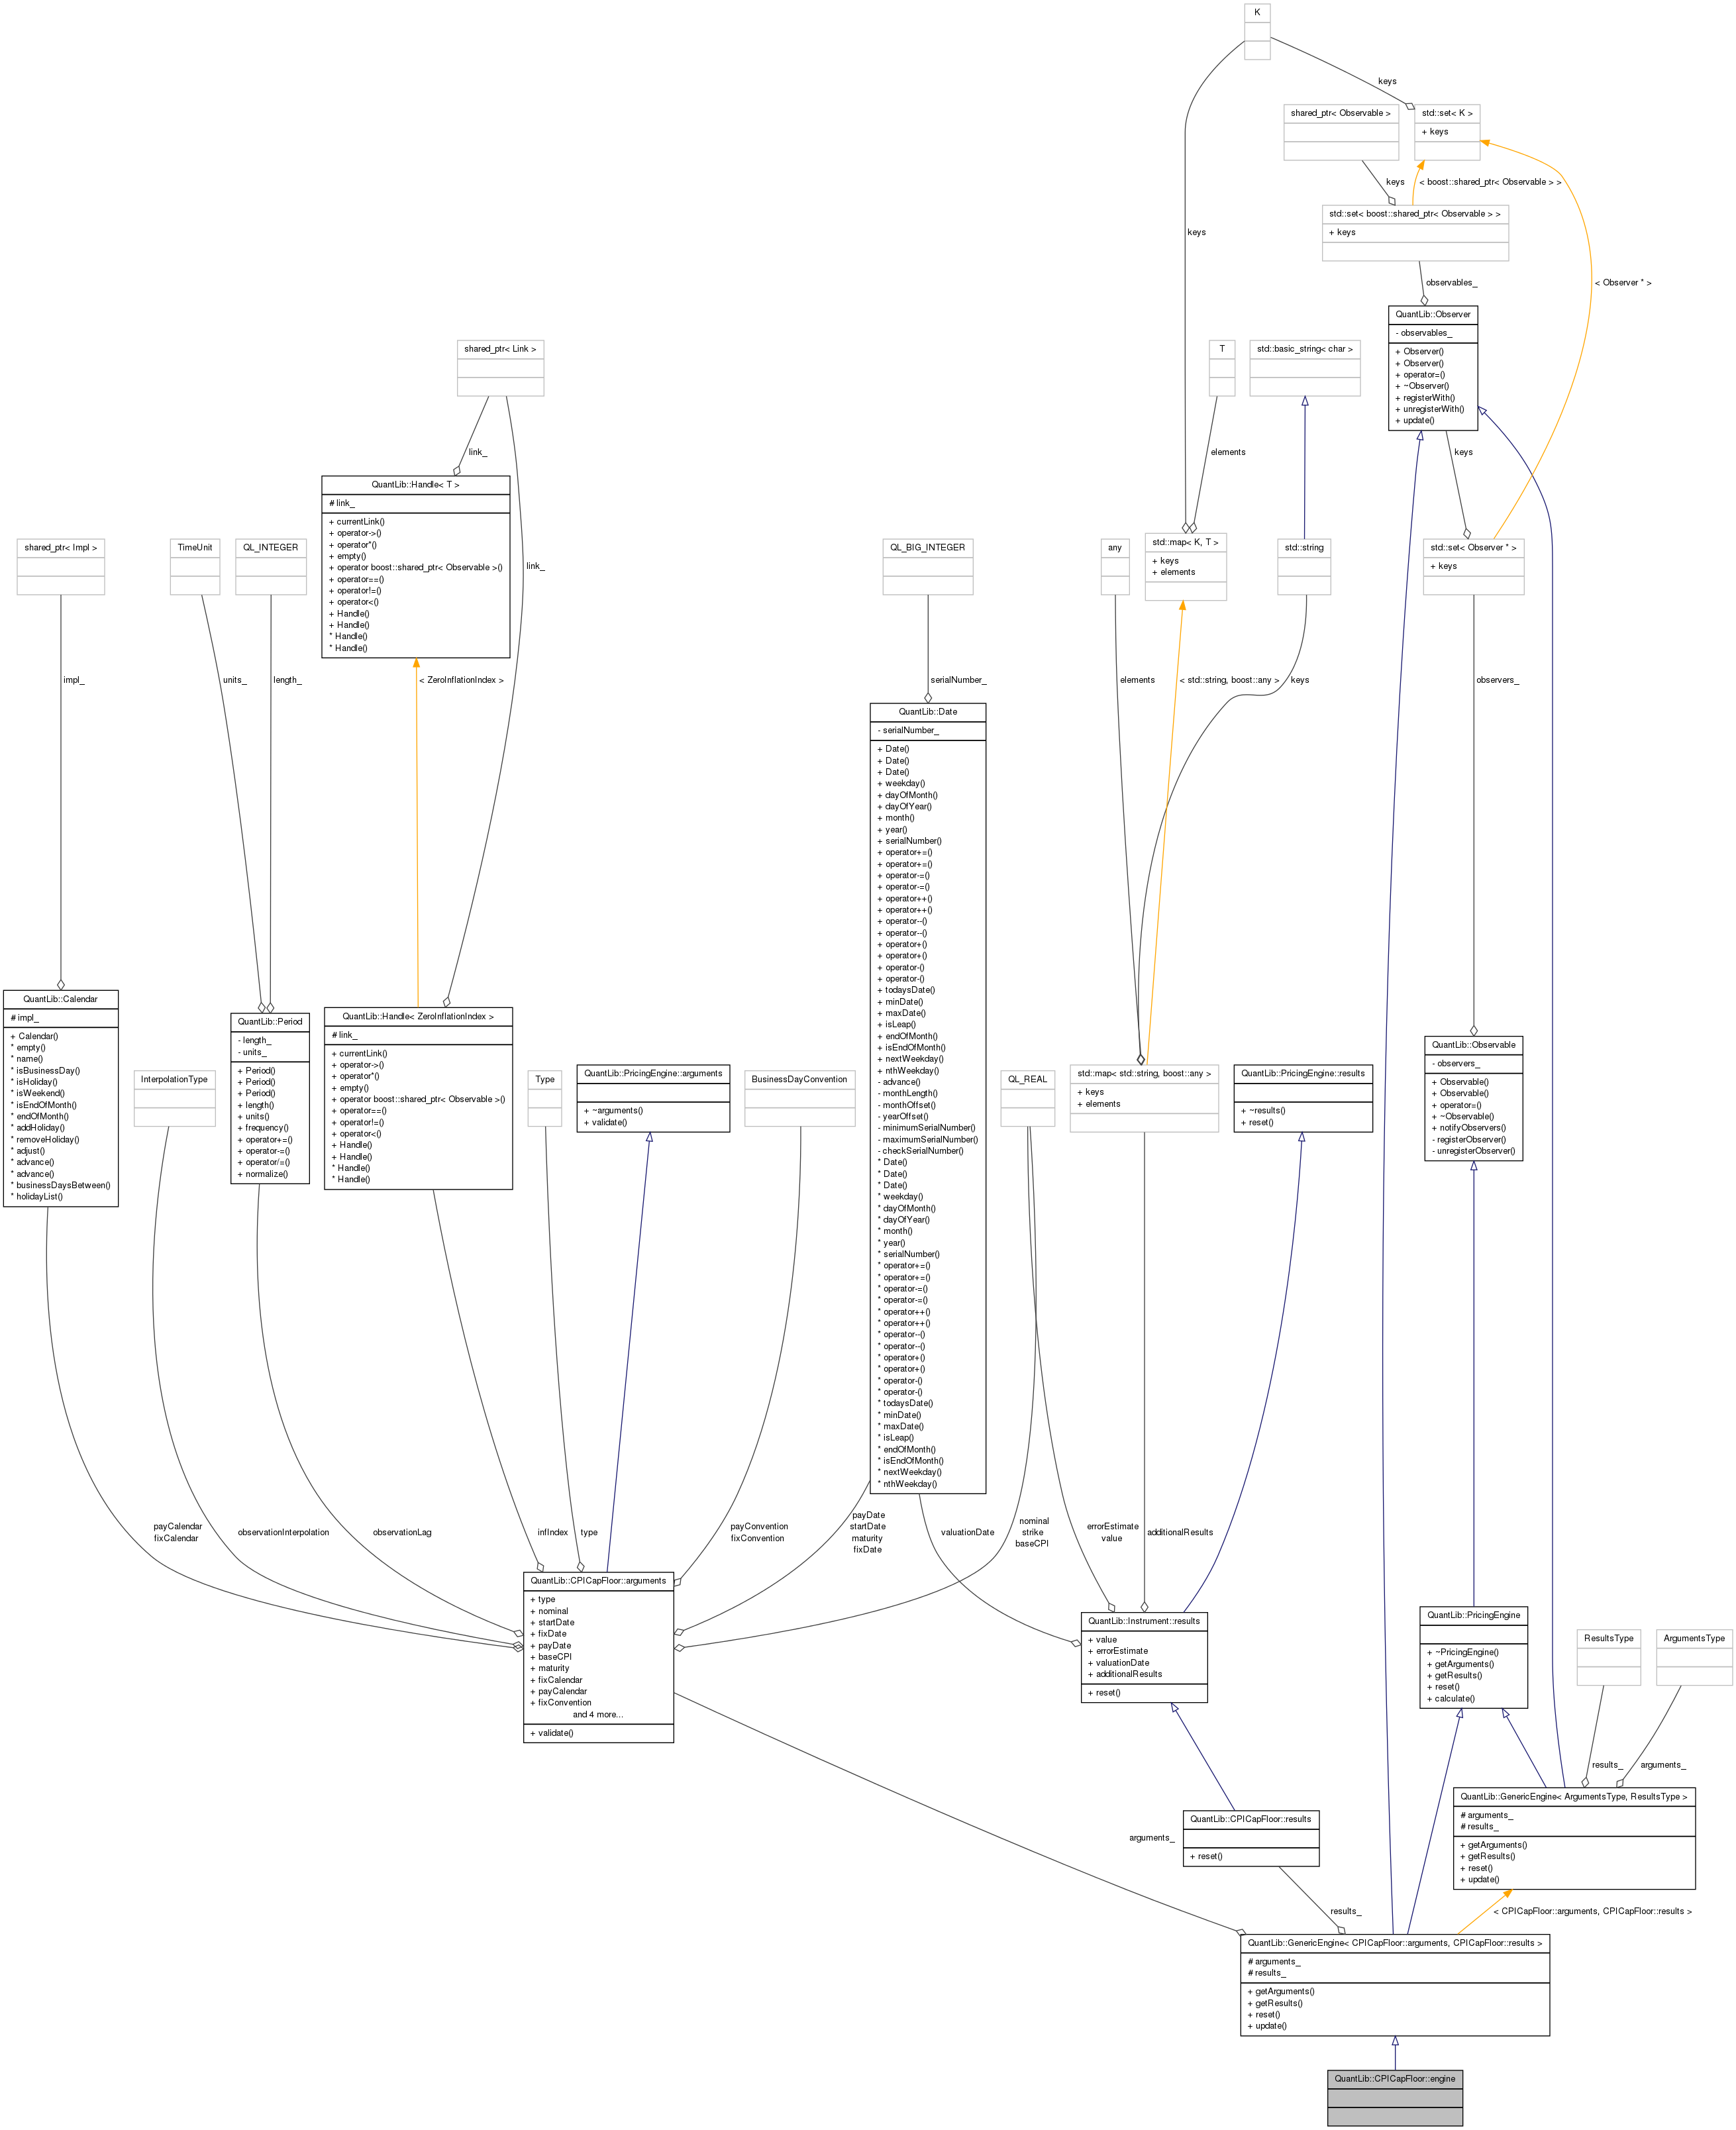 K
keys
shared_ptr< Observable >
std::set< K >
+ keys
keys
< boost::shared_ptr< Observable > >
std::set< boost::shared_ptr< Observable > >
+ keys
keys
observables_
< Observer * >
QuantLib::Observer
- observables_
+ Observer()
+ Observer()
+ operator=()
+ ~Observer()
+ registerWith()
+ unregisterWith()
+ update()
shared_ptr< Link >
T
std::basic_string< char >
link_
elements
keys
QuantLib::Handle< T >
# link_
+ currentLink()
+ operator->()
+ operator*()
+ empty()
+ operator boost::shared_ptr< Observable >()
+ operator==()
+ operator!=()
+ operator<()
+ Handle()
+ Handle()
* Handle()
* Handle()
link_
shared_ptr< Impl >
TimeUnit
QL_INTEGER
QL_BIG_INTEGER
any
std::map< K, T >
+ keys
+ elements
std::string
std::set< Observer * >
+ keys
impl_
units_
length_
< ZeroInflationIndex >
serialNumber_
elements
< std::string, boost::any >
keys
observers_
QuantLib::Date
- serialNumber_
+ Date()
+ Date()
+ Date()
+ weekday()
+ dayOfMonth()
+ dayOfYear()
+ month()
+ year()
+ serialNumber()
+ operator+=()
+ operator+=()
+ operator-=()
+ operator-=()
+ operator++()
+ operator++()
+ operator--()
+ operator--()
+ operator+()
+ operator+()
+ operator-()
+ operator-()
+ todaysDate()
+ minDate()
+ maxDate()
+ isLeap()
+ endOfMonth()
+ isEndOfMonth()
+ nextWeekday()
+ nthWeekday()
- advance()
- monthLength()
- monthOffset()
- yearOffset()
- minimumSerialNumber()
- maximumSerialNumber()
- checkSerialNumber()
* Date()
* Date()
* Date()
* weekday()
* dayOfMonth()
* dayOfYear()
* month()
* year()
* serialNumber()
* operator+=()
* operator+=()
* operator-=()
* operator-=()
* operator++()
* operator++()
* operator--()
* operator--()
* operator+()
* operator+()
* operator-()
* operator-()
* todaysDate()
* minDate()
* maxDate()
* isLeap()
* endOfMonth()
* isEndOfMonth()
* nextWeekday()
* nthWeekday()
QuantLib::Calendar
# impl_
+ Calendar()
* empty()
* name()
* isBusinessDay()
* isHoliday()
* isWeekend()
* isEndOfMonth()
* endOfMonth()
* addHoliday()
* removeHoliday()
* adjust()
* advance()
* advance()
* businessDaysBetween()
* holidayList()
InterpolationType
QuantLib::Period
- length_
- units_
+ Period()
+ Period()
+ Period()
+ length()
+ units()
+ frequency()
+ operator+=()
+ operator-=()
+ operator/=()
+ normalize()
QuantLib::Handle< ZeroInflationIndex >
# link_
+ currentLink()
+ operator->()
+ operator*()
+ empty()
+ operator boost::shared_ptr< Observable >()
+ operator==()
+ operator!=()
+ operator<()
+ Handle()
+ Handle()
* Handle()
* Handle()
Type
QuantLib::PricingEngine::arguments
+ ~arguments()
+ validate()
BusinessDayConvention
QL_REAL
std::map< std::string, boost::any >
+ keys
+ elements
QuantLib::PricingEngine::results
+ ~results()
+ reset()
QuantLib::Observable
- observers_
+ Observable()
+ Observable()
+ operator=()
+ ~Observable()
+ notifyObservers()
- registerObserver()
- unregisterObserver()
payCalendar
fixCalendar
observationInterpolation
observationLag
infIndex
type
payConvention
fixConvention
payDate
startDate
maturity
fixDate
valuationDate
nominal
strike
baseCPI
errorEstimate
value
additionalResults
QuantLib::CPICapFloor::arguments
+ type
+ nominal
+ startDate
+ fixDate
+ payDate
+ baseCPI
+ maturity
+ fixCalendar
+ payCalendar
+ fixConvention
and 4 more...
+ validate()
QuantLib::Instrument::results
+ value
+ errorEstimate
+ valuationDate
+ additionalResults
+ reset()
QuantLib::PricingEngine
+ ~PricingEngine()
+ getArguments()
+ getResults()
+ reset()
+ calculate()
ResultsType
ArgumentsType
results_
arguments_
QuantLib::GenericEngine< ArgumentsType, ResultsType >
# arguments_
# results_
+ getArguments()
+ getResults()
+ reset()
+ update()
QuantLib::CPICapFloor::results
+ reset()
arguments_
results_
< CPICapFloor::arguments, CPICapFloor::results >
QuantLib::GenericEngine< CPICapFloor::arguments, CPICapFloor::results >
# arguments_
# results_
+ getArguments()
+ getResults()
+ reset()
+ update()
QuantLib::CPICapFloor::engine